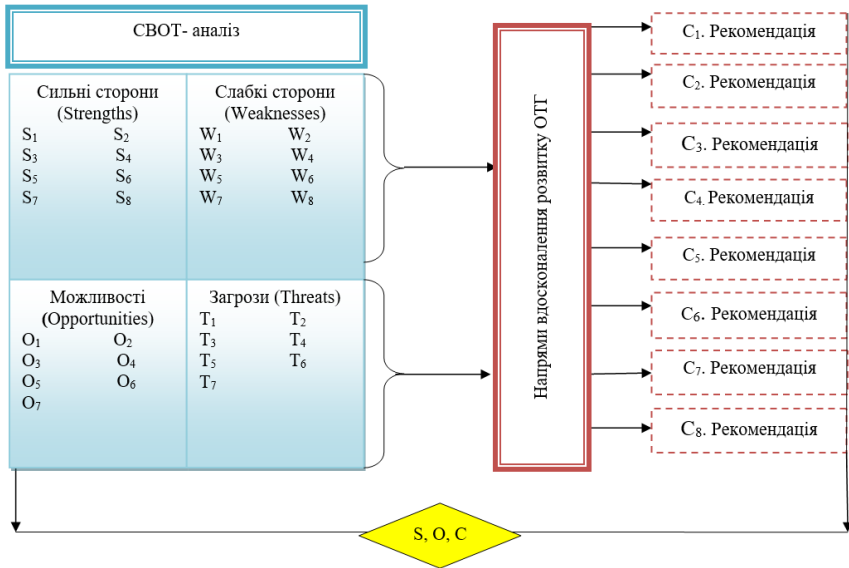 СВОТ- аналіз
Сильні сторони
(Strengths)
S₁ S₂
S₃ S₄
S₅ S₆
S₇ S₈
Слабкі сторони
(Weaknesses)
W₁ W₂
W₃ W₄
W₅ W₆
W₇ W₈
Можливості
(Opportunities)
O₁ O₂
O₃ O₄
O₅ O₆
O₇
Загрози (Threats)
T₁ T₂
T₃ T₄
T₅ T₆
T₇
Напрями вдосконалення розвитку ОТГ
C₁. Рекомендація
C₂. Рекомендація
C₃. Рекомендація
C₄. Рекомендація
C₅. Рекомендація
C₆. Рекомендація
C₇. Рекомендація
C₈. Рекомендація
S, O, C